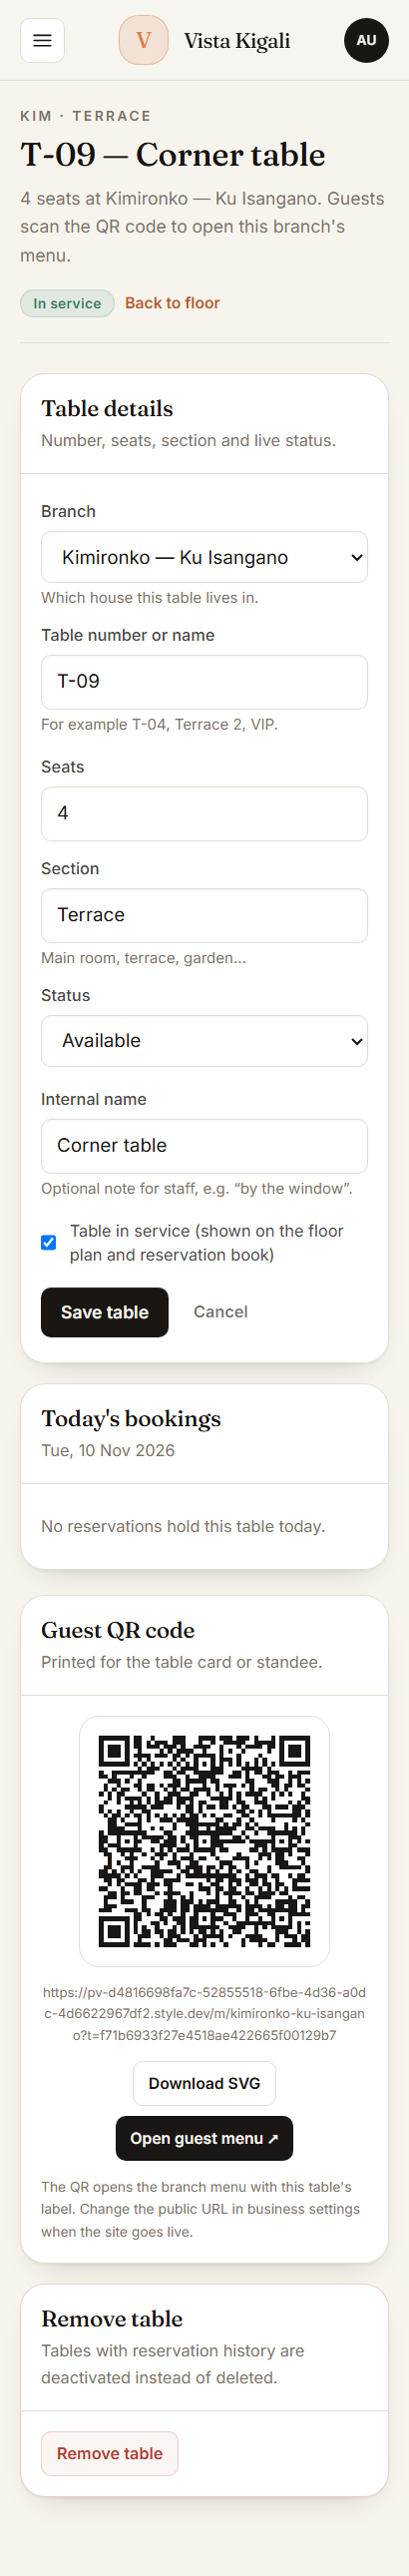 V
Vista Kigali
AU
KIM · TERRACE
T-09 — Corner table
4 seats at Kimironko — Ku Isangano. Guests
scan the QR code to open this branch's
menu.
In service
Back to floor
Table details
Number, seats, section and live status.
Branch
Kimironko — Ku Isangano
Which house this table lives in.
Table number or name
T-09
For example T-04, Terrace 2, VIP.
Seats
4
Section
Terrace
Main room, terrace, garden…
Status
Available
Internal name
Corner table
Optional note for staff, e.g. “by the window”.
Table in service (shown on the floor
plan and reservation book)
Save table
Cancel
Today's bookings
Tue, 10 Nov 2026
No reservations hold this table today.
Guest QR code
Printed for the table card or standee.
https://pv-d4816698fa7c-52855518-6fbe-4d36-a0d
c-4d6622967df2.style.dev/m/kimironko-ku-isangan
o?t=f71b6933f27e4518ae422665f00129b7
Download SVG
Open guest menu ↗
The QR opens the branch menu with this table's
label. Change the public URL in business settings
when the site goes live.
Remove table
Tables with reservation history are
deactivated instead of deleted.
Remove table